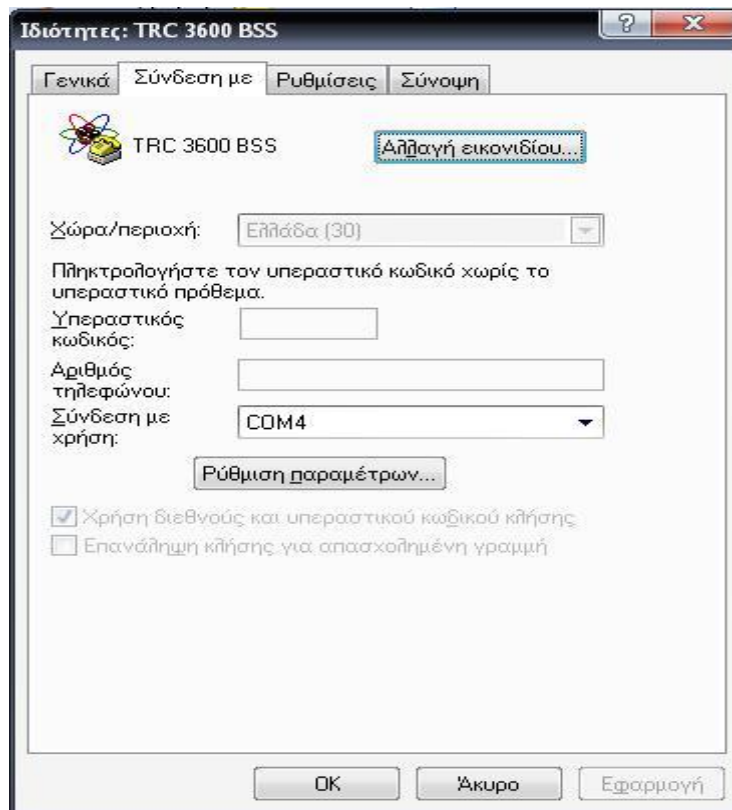 Ιδιότητες: TRC 3600 BSS
Γενικά Σύνδεση με Ρυθμίσεις Σύνοψη
TRC 3600 BSS Αλλαγή εικονιδίου...
Χώρα/περιοχή: Ελλάδα (30)
Πληκτρολογήστε τον υπεραστικό κωδικό χωρίς το
υπεραστικό πρόθεμα.
Υπεραστικός
κωδικός:
Αριθμός
τηλεφώνου:
Σύνδεση με
χρήση: COM4
Ρύθμιση παραμέτρων...
Χρήση διεθνούς και υπεραστικού κωδικού κλήσης
Επανάληψη κλήσης για απασχολημένη γραμμή
OK Άκυρο Εφαρμογή